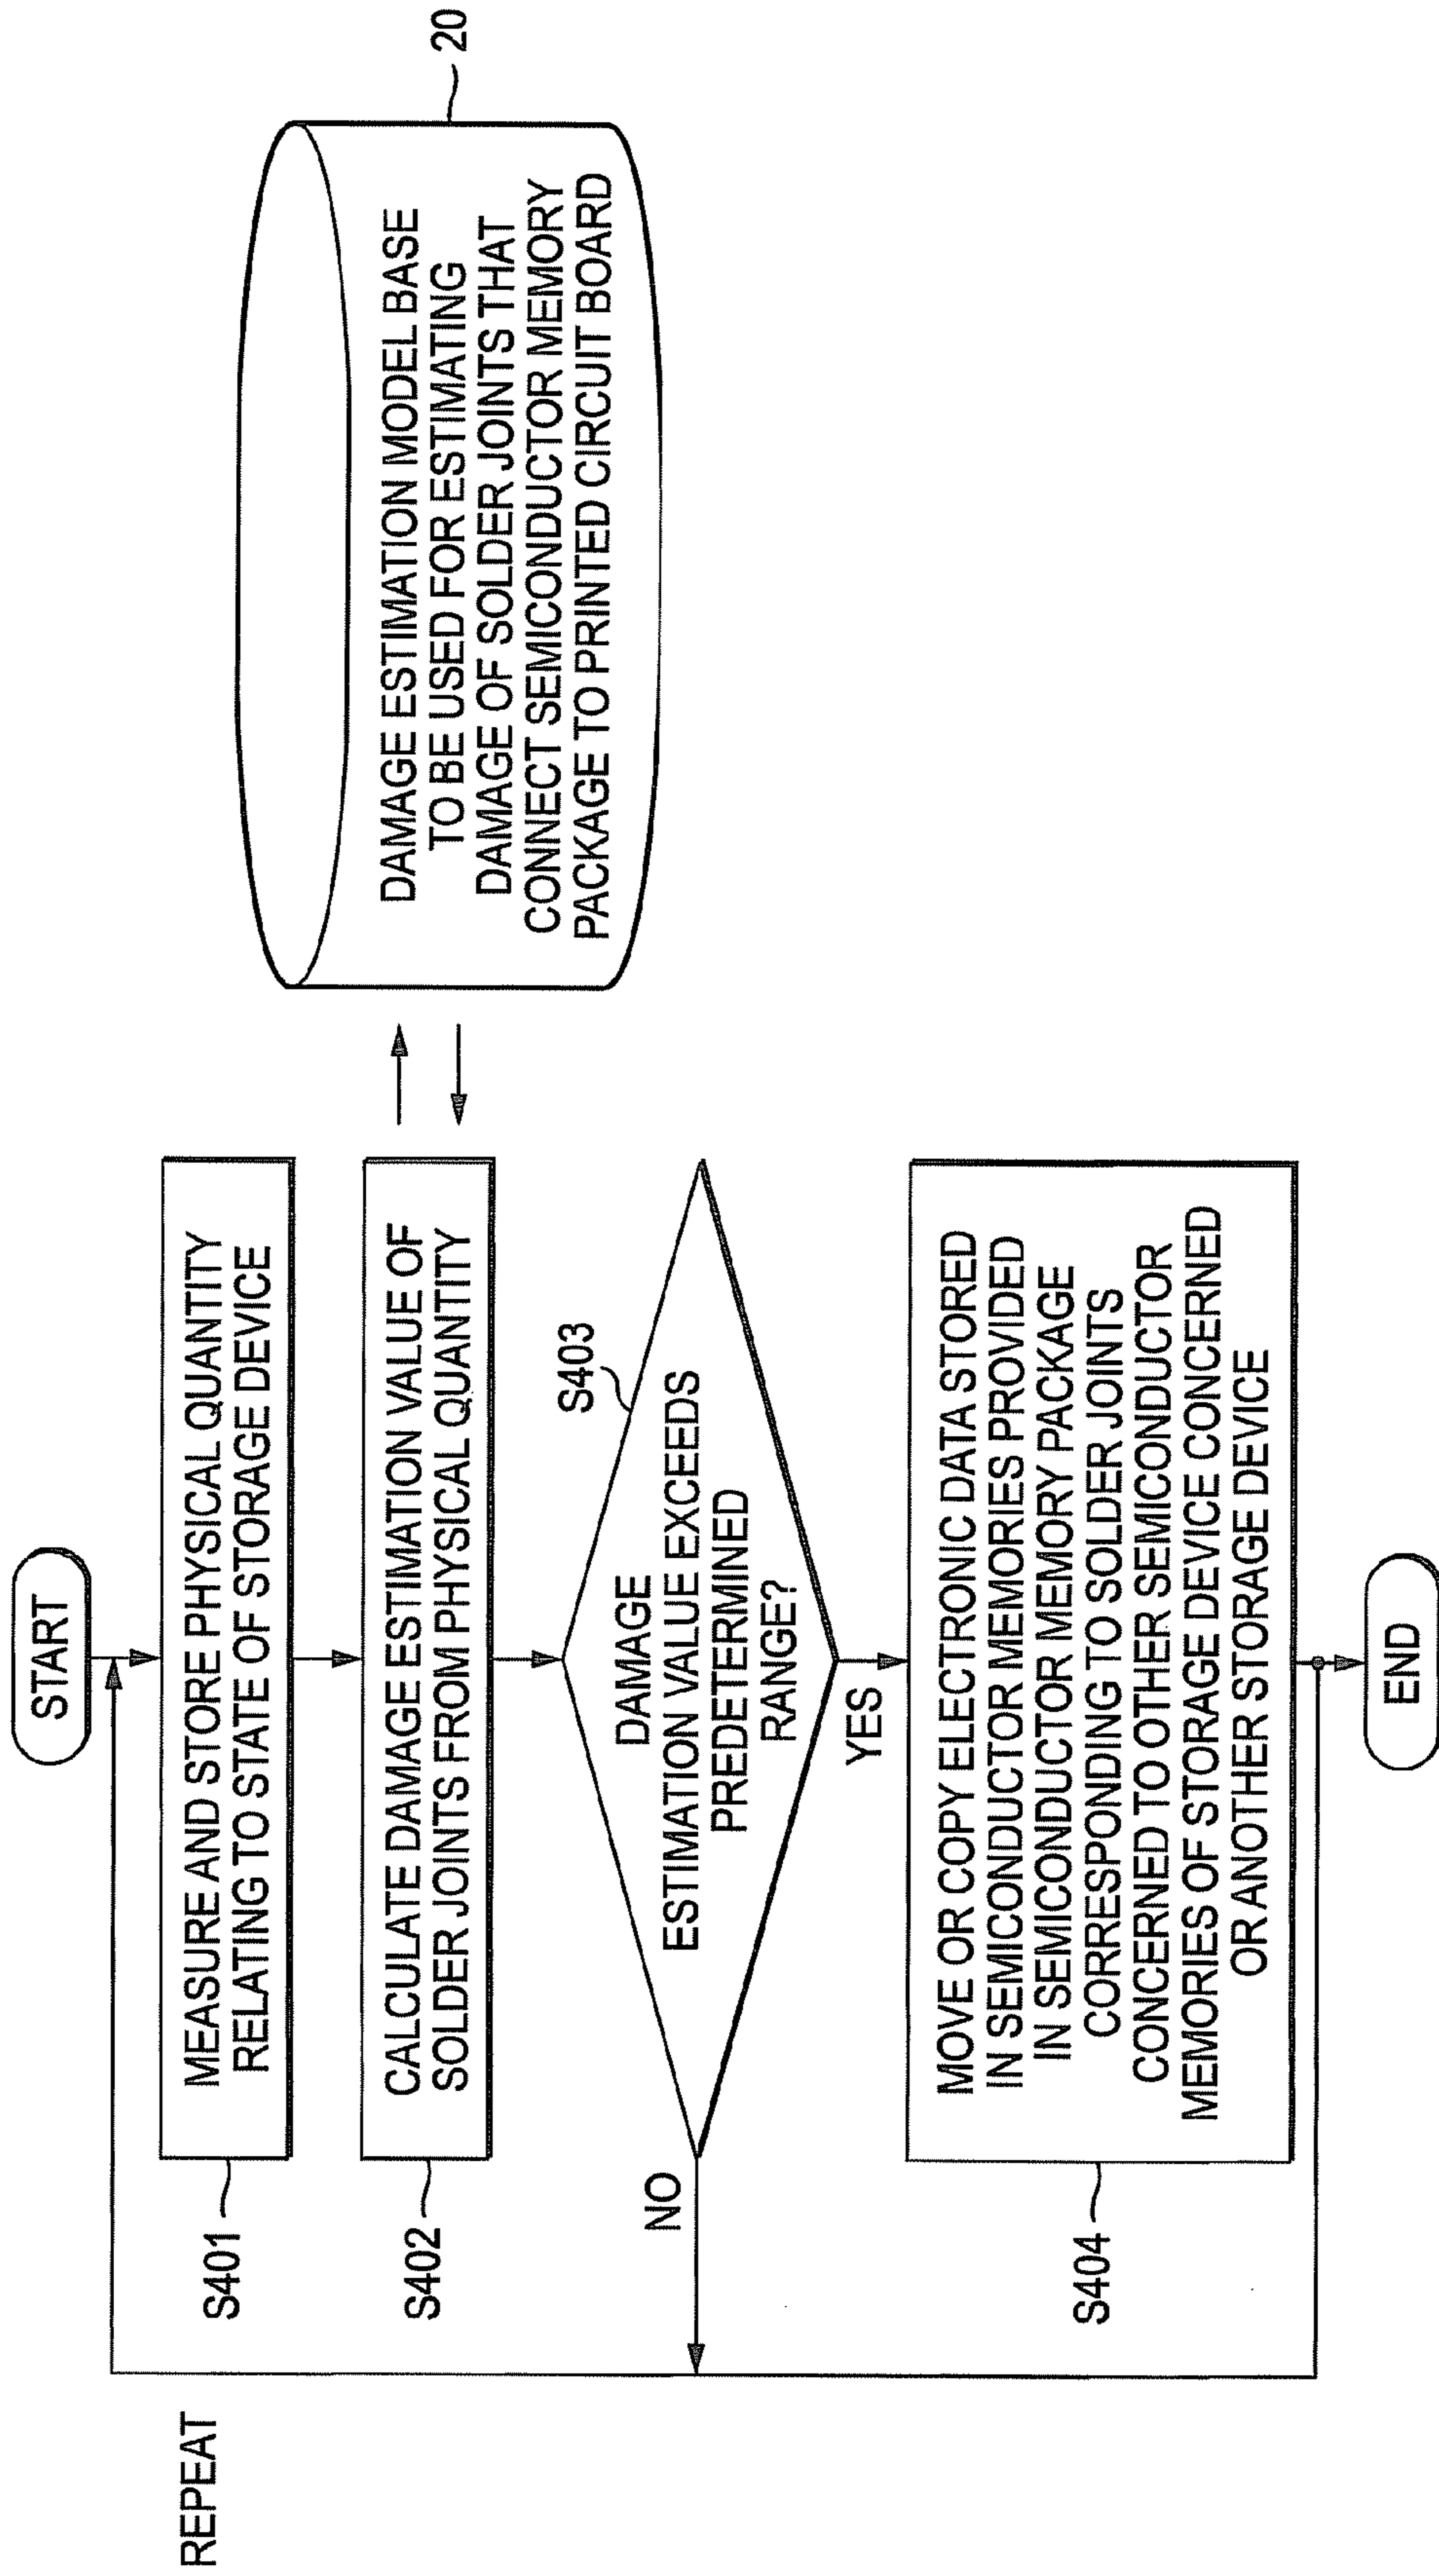 START
REPEAT
S401
MEASURE AND STORE PHYSICAL QUANTITY
RELATING TO STATE OF STORAGE DEVICE
S402
CALCULATE DAMAGE ESTIMATION VALUE OF
SOLDER JOINTS FROM PHYSICAL QUANTITY
20
DAMAGE ESTIMATION MODEL BASE
TO BE USED FOR ESTIMATING
DAMAGE OF SOLDER JOINTS THAT
CONNECT SEMICONDUCTOR MEMORY
PACKAGE TO PRINTED CIRCUIT BOARD
S403
DAMAGE
ESTIMATION VALUE EXCEEDS
PREDETERMINED
RANGE?
NO
YES
S404
MOVE OR COPY ELECTRONIC DATA STORED
IN SEMICONDUCTOR MEMORIES PROVIDED
IN SEMICONDUCTOR MEMORY PACKAGE
CORRESPONDING TO SOLDER JOINTS
CONCERNED TO OTHER SEMICONDUCTOR
MEMORIES OF STORAGE DEVICE CONCERNED
OR ANOTHER STORAGE DEVICE
END